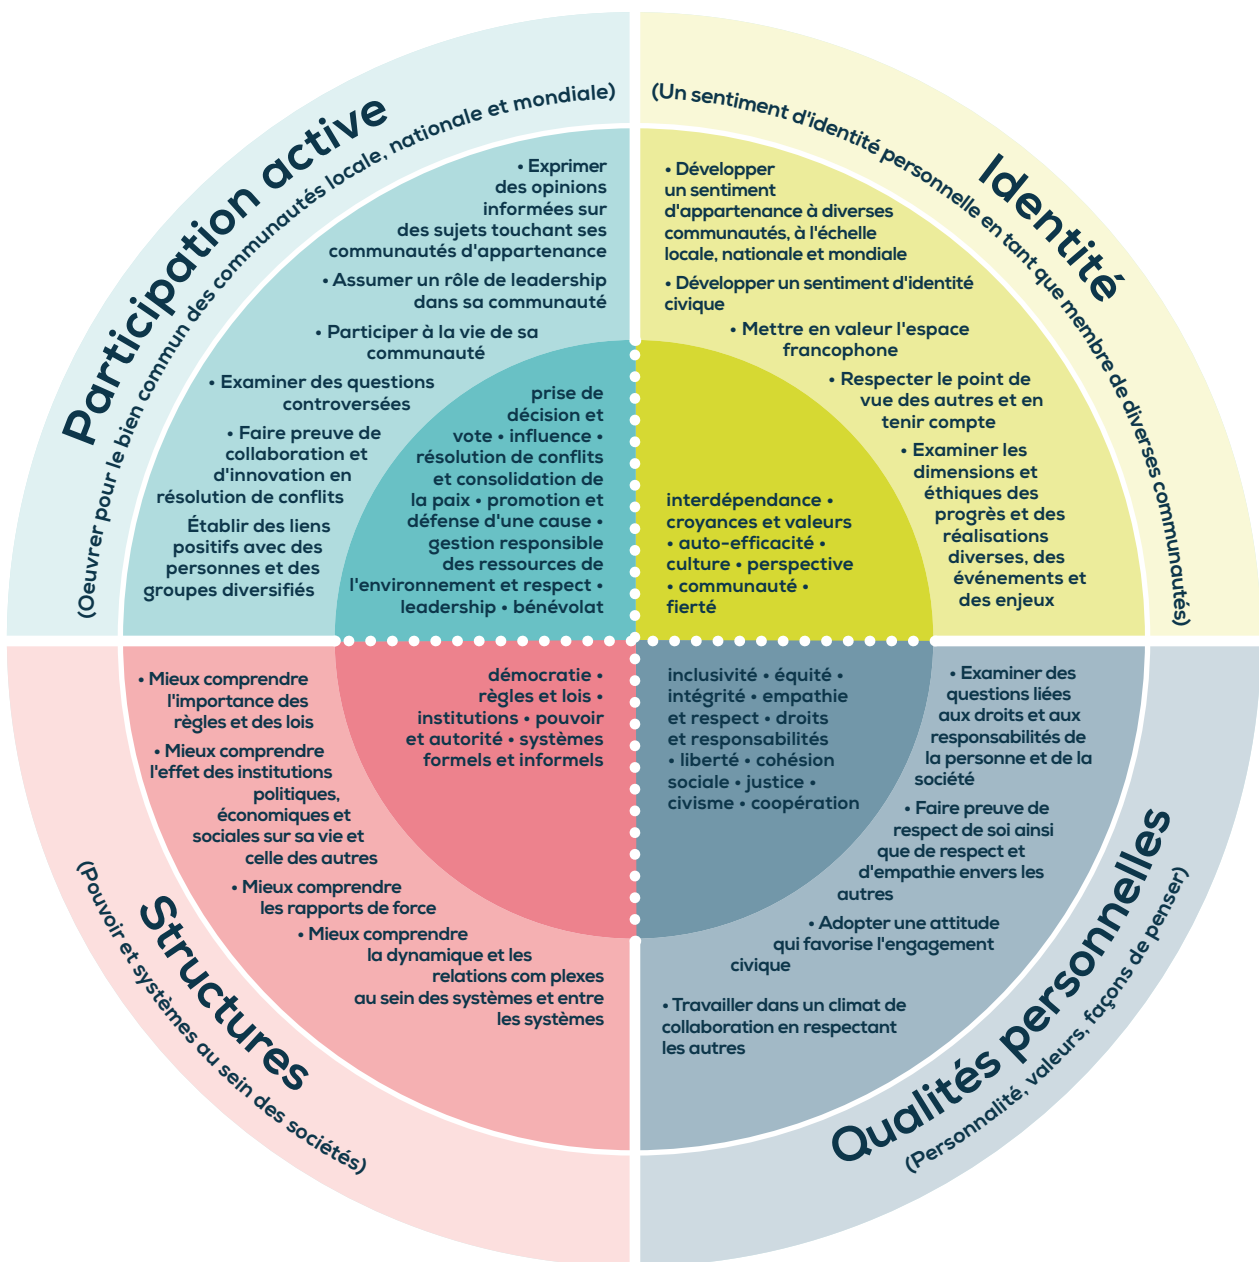 Participation active
(Oeuvrer pour le bien commun des communautés locale, nationale et mondiale)
• Exprimer
des opinions
informées sur
des sujets touchant ses
communautés d'appartenance
• Assumer un rôle de leadership
dans sa communauté
• Participer à la vie de sa
communauté
• Examiner des questions
controversées
• Faire preuve de
collaboration et
d'innovation en
résolution de conflits
Établir des liens
positifs avec des
personnes et des
groupes diversifiés
prise de
décision et
vote • influence •
résolution de conflits
et consolidation de
la paix • promotion et
défense d'une cause •
gestion responsible
des ressources de
l'environnement et respect •
leadership • bénévolat
Identité
(Un sentiment d'identité personnelle en tant que membre de diverses communautés)
• Développer
un sentiment
d'appartenance à diverses
communautés, à l'échelle
locale, nationale et mondiale
• Développer un sentiment d'identité
civique
• Mettre en valeur l'espace
francophone
• Respecter le point de
vue des autres et en
tenir compte
• Examiner les
dimensions et
éthiques des
progrès et des
réalisations
diverses, des
événements et
des enjeux
interdépendance •
croyances et valeurs
• auto-efficacité •
culture • perspective
• communauté •
fierté
Structures
(Pouvoir et systèmes au sein des sociétés)
• Mieux comprendre
l'importance des
règles et des lois
• Mieux comprendre
l'effet des institutions
politiques,
économiques et
sociales sur sa vie et
celle des autres
• Mieux comprendre
les rapports de force
• Mieux comprendre
la dynamique et les
relations com plexes
au sein des systèmes et entre
les systèmes
démocratie •
règles et lois •
institutions • pouvoir
et autorité • systèmes
formels et informels
Qualités personnelles
(Personnalité, valeurs, façons de penser)
inclusivité • équité •
intégrité • empathie
et respect • droits
et responsabilités
• liberté • cohésion
sociale • justice •
civisme • coopération
• Examiner des
questions liées
aux droits et aux
responsabilités de
la personne et de la
société
• Faire preuve de
respect de soi ainsi
que de respect et
d'empathie envers les
autres
• Adopter une attitude
qui favorise l'engagement
civique
• Travailler dans un climat de
collaboration en respectant
les autres